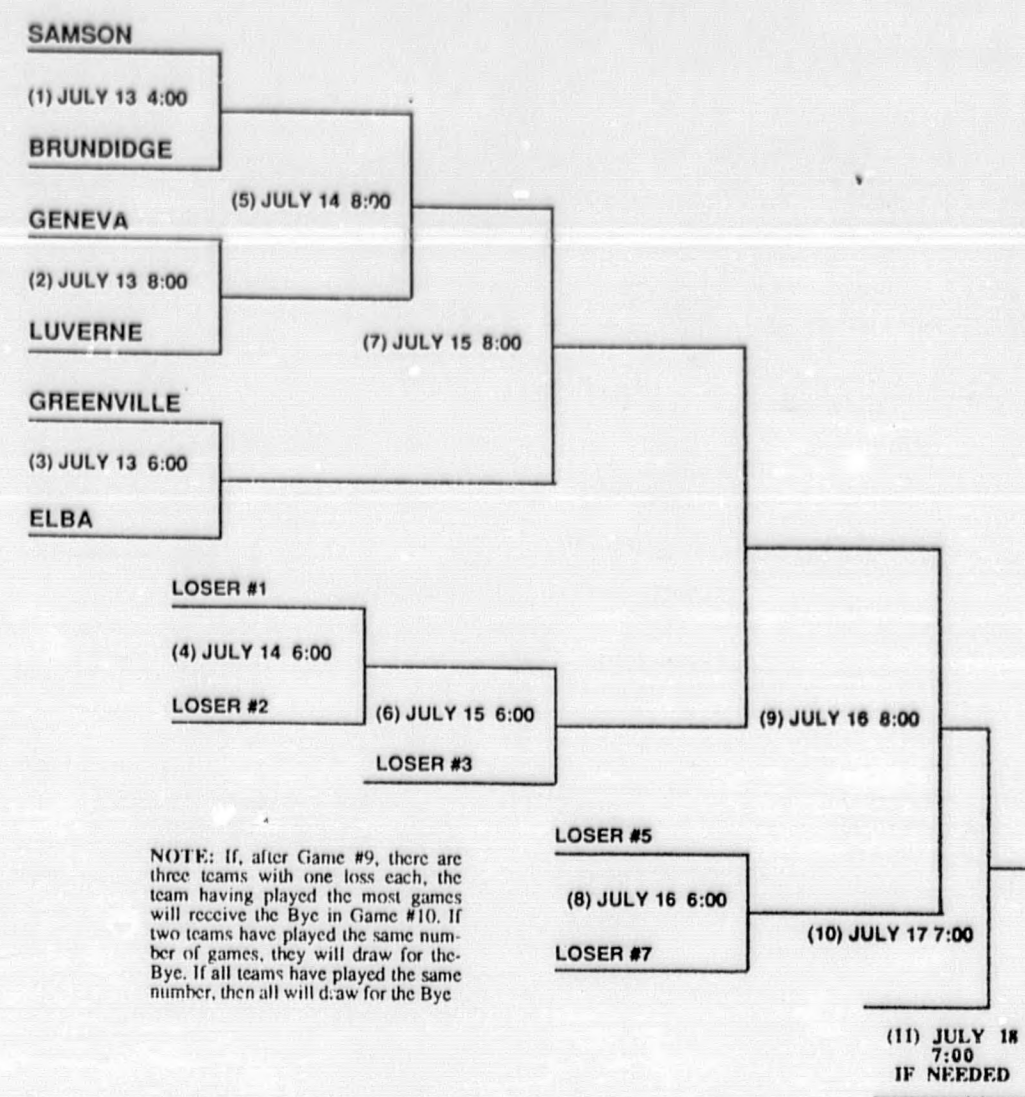 SAMSON
(1) JULY 13 4:00
BRUNDIDGE
(5) JULY 14 8:00
GENEVA
(2) JULY 13 8:00
LUVERNE
(7) JULY 15 8:00
GREENVILLE
(3) JULY 13 6:00
ELBA
LOSER #1
(4) JULY 14 6:00
LOSER #2
(6) JULY 15 6:00
LOSER #3
(9) JULY 16 8:00
LOSER #5
(8) JULY 16 6:00
LOSER #7
(10) JULY 17 7:00
(11) JULY 18
7:00
IF NEEDED
NOTE: If, after Game #9, there are
three teams with one loss each, the
team having played the most games
will receive the Bye in Game #10. If
two teams have played the same num-
ber of games, they will draw for the-
Bye. If all teams have played the same
number, then all will draw for the Bye